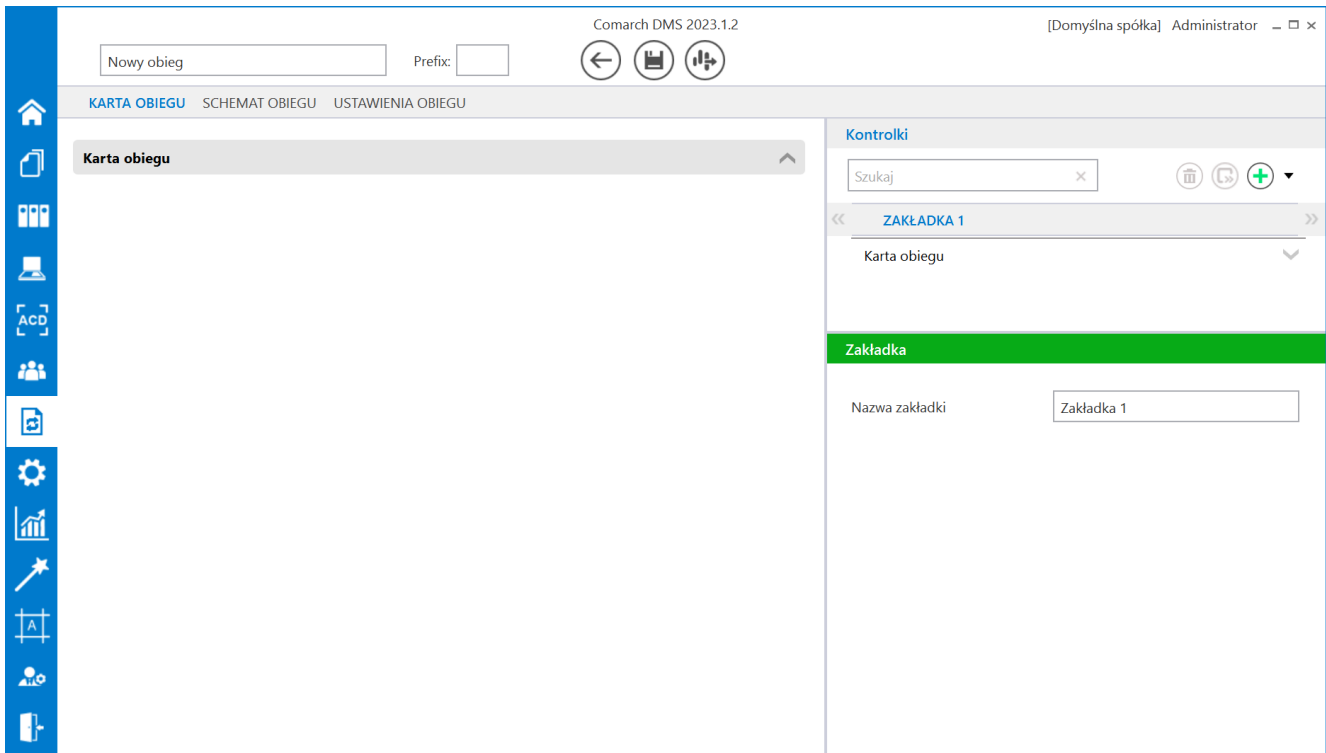 Comarch DMS 2023.1.2
[Domyślna spółka] Administrator
Nowy obieg Prefix:
KARTA OBIEGU SCHEMAT OBIEGU USTAWIENIA OBIEGU
Karta obiegu
Kontrolki
Szukaj
ZAKŁADKA 1
Karta obiegu
Zakładka
Nazwa zakładki Zakładka 1
ACD
A